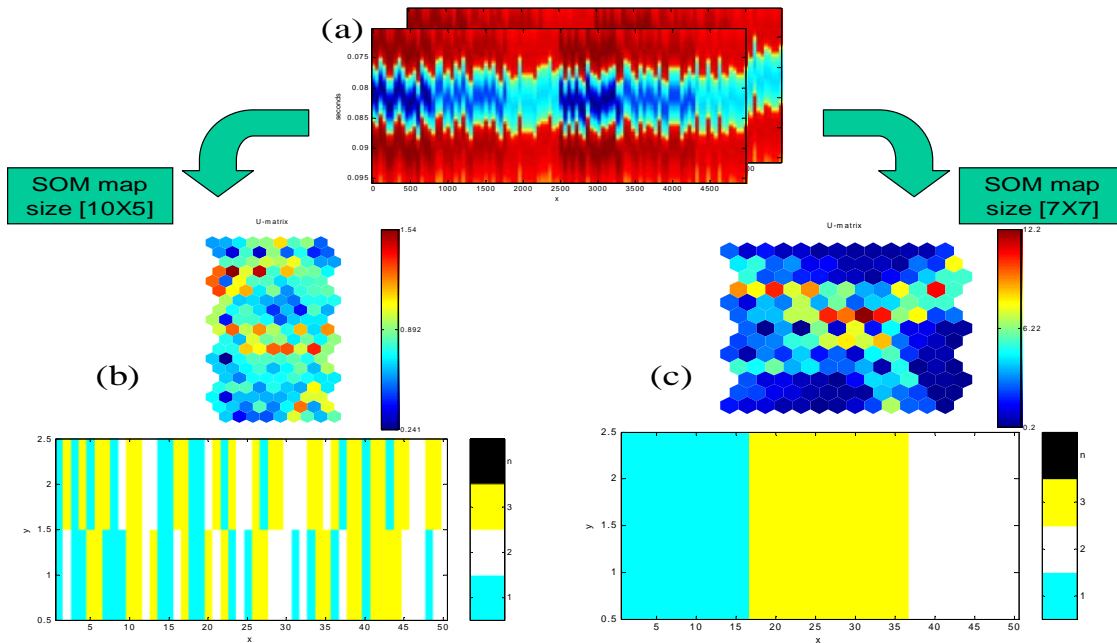 (a)
0.075
0.08
0.085
0.09
0.095
seconds
0 500 1000 1500 2000 2500 3000 3500 4000 4500
x
SOM map
size [10X5]
SOM map
size [7X7]
U-matrix
1.54
0.892
0.241
(b)
U-matrix
12.2
6.22
0.2
(c)
2.5
2
1.5
1
0.5
y
5 10 15 20 25 30 35 40 45 50
x
n
3
2
1
2.5
2
1.5
1
0.5
y
5 10 15 20 25 30 35 40 45 50
x
n
3
2
1